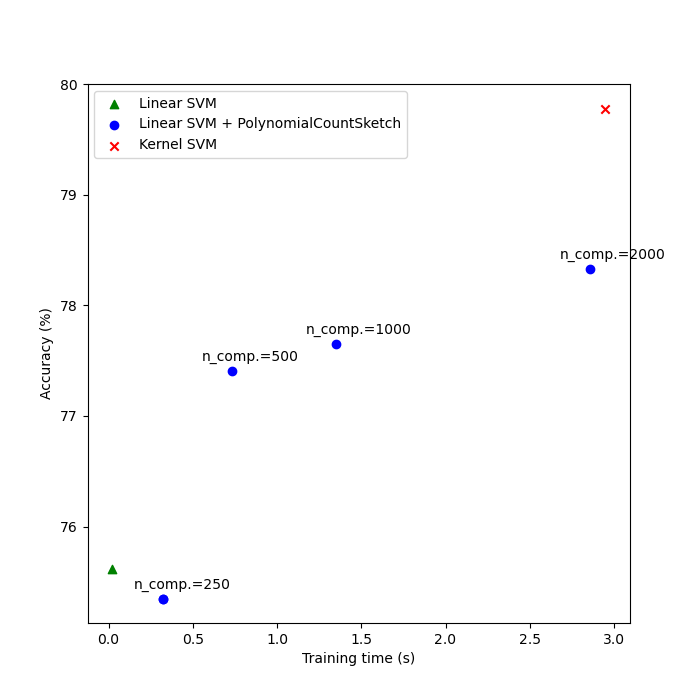 Linear SVM
Linear SVM + PolynomialCountSketch
Kernel SVM
80
79
78
77
76
Accuracy (%)
n_comp.=2000
n_comp.=1000
n_comp.=500
n_comp.=250
0.0 0.5 1.0 1.5 2.0 2.5 3.0
Training time (s)